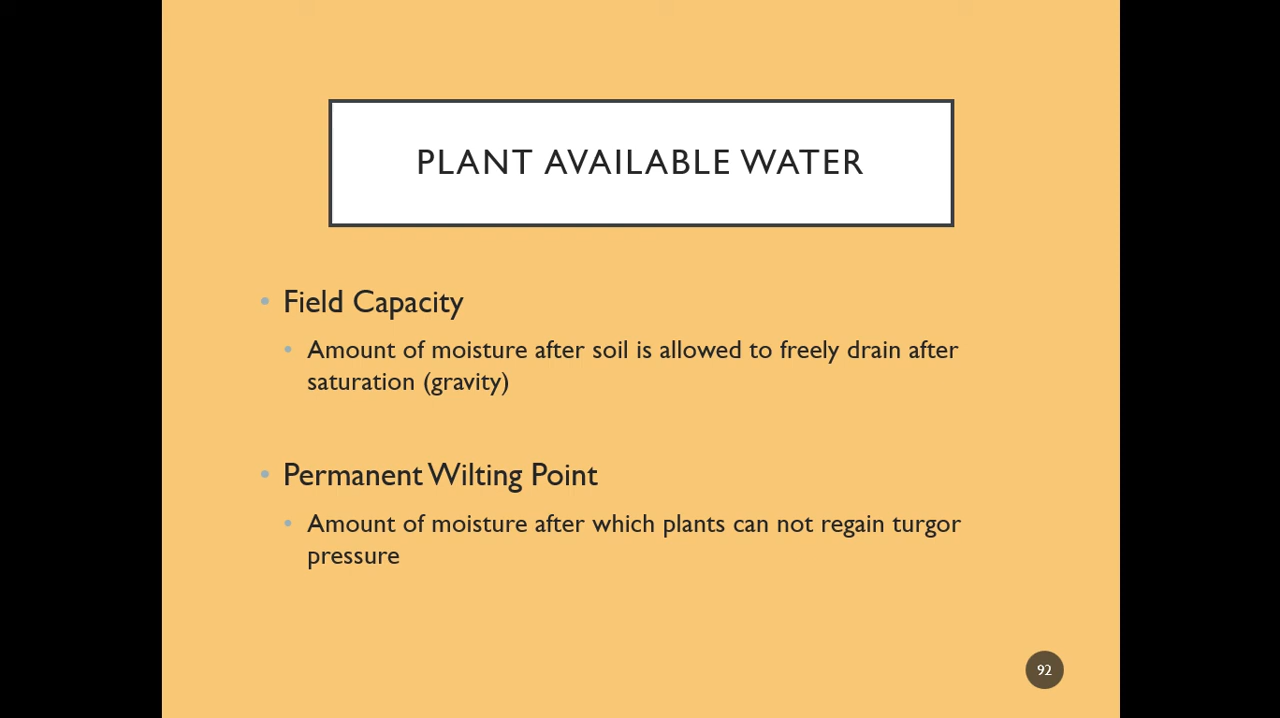 PLANT AVAILABLE WATER
• Field Capacity
• Amount of moisture after soil is allowed to freely drain after
saturation (gravity)
• Permanent Wilting Point
• Amount of moisture after which plants can not regain turgor
pressure
92